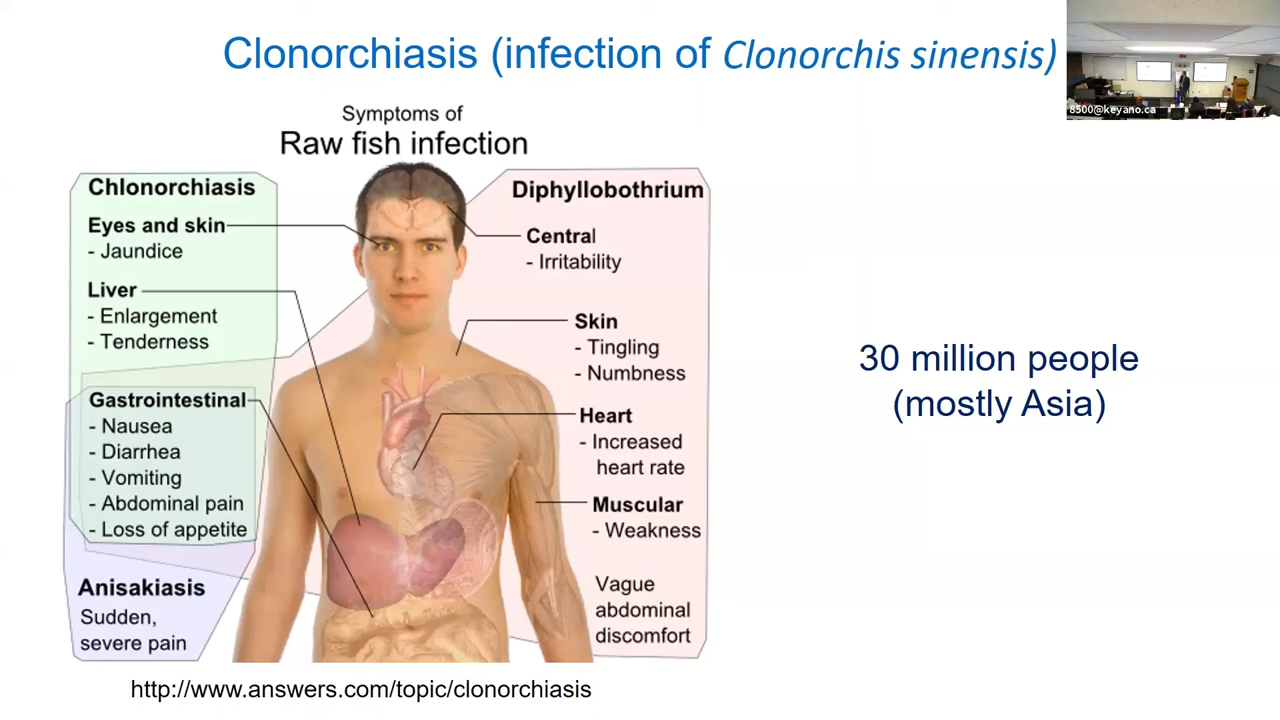 Clonorchiasis (infection of Clonorchis sinensis)
8500@keyano.ca
Symptoms of
Raw fish infection
Chlonorchiasis
Eyes and skin
- Jaundice
Liver
- Enlargement
- Tenderness
Gastrointestinal
- Nausea
- Diarrhea
- Vomiting
- Abdominal pain
- Loss of appetite
Anisakiasis
Sudden,
severe pain
Diphyllobothrium
Central
- Irritability
Skin
- Tingling
- Numbness
Heart
- Increased
heart rate
Muscular
- Weakness
Vague
abdominal
discomfort
30 million people
(mostly Asia)
http://www.answers.com/topic/clonorchiasis